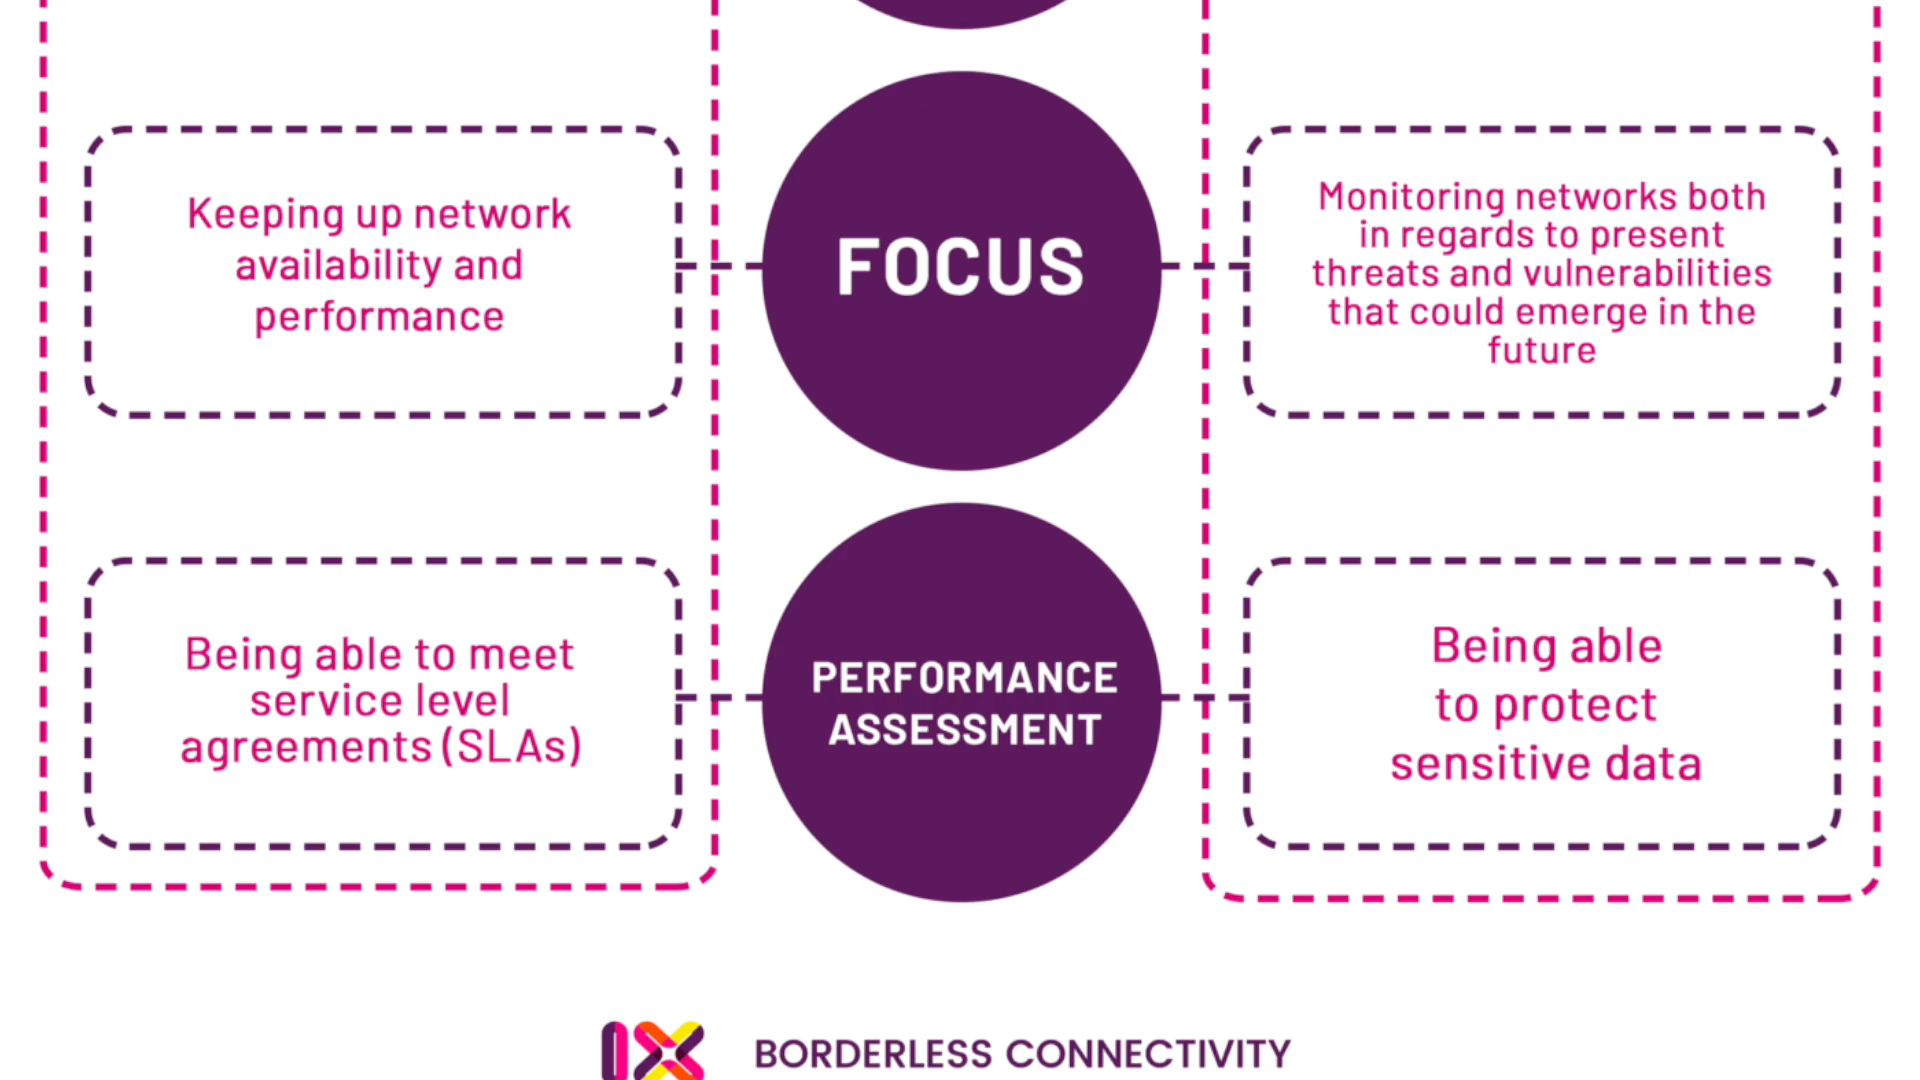 Keeping up network
availability and
performance
FOCUS
Monitoring networks both
in regards to present
threats and vulnerabilities
that could emerge in the
future
Being able to meet
service level
agreements (SLAs)
PERFORMANCE
ASSESSMENT
Being able
to protect
sensitive data
IX
BORDERLESS CONNECTIVITY